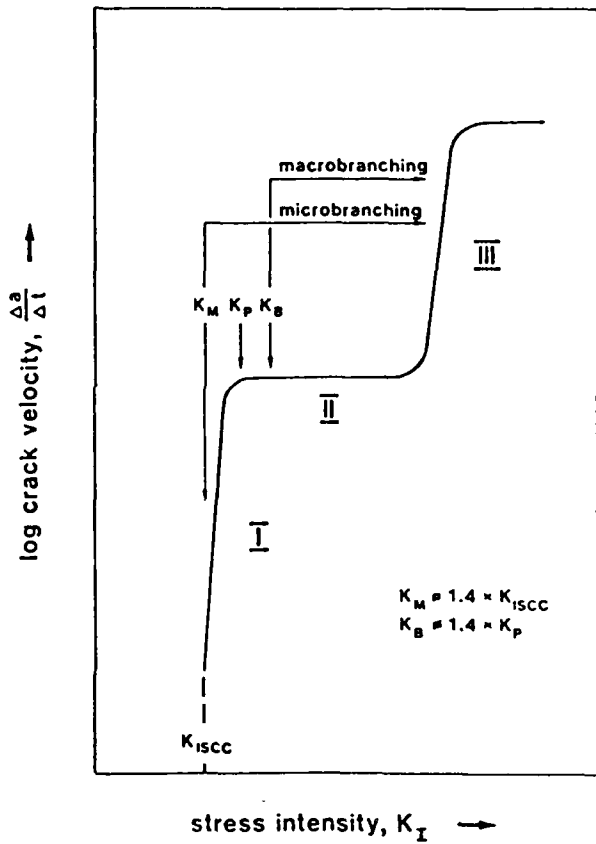 macrobranching
microbranching
III
K_M K_P K_B
II
I
K_M = 1.4 × K_ISCC
K_B = 1.4 × K_P
K_ISCC
log crack velocity, Δa/Δt →
stress intensity, K_I →